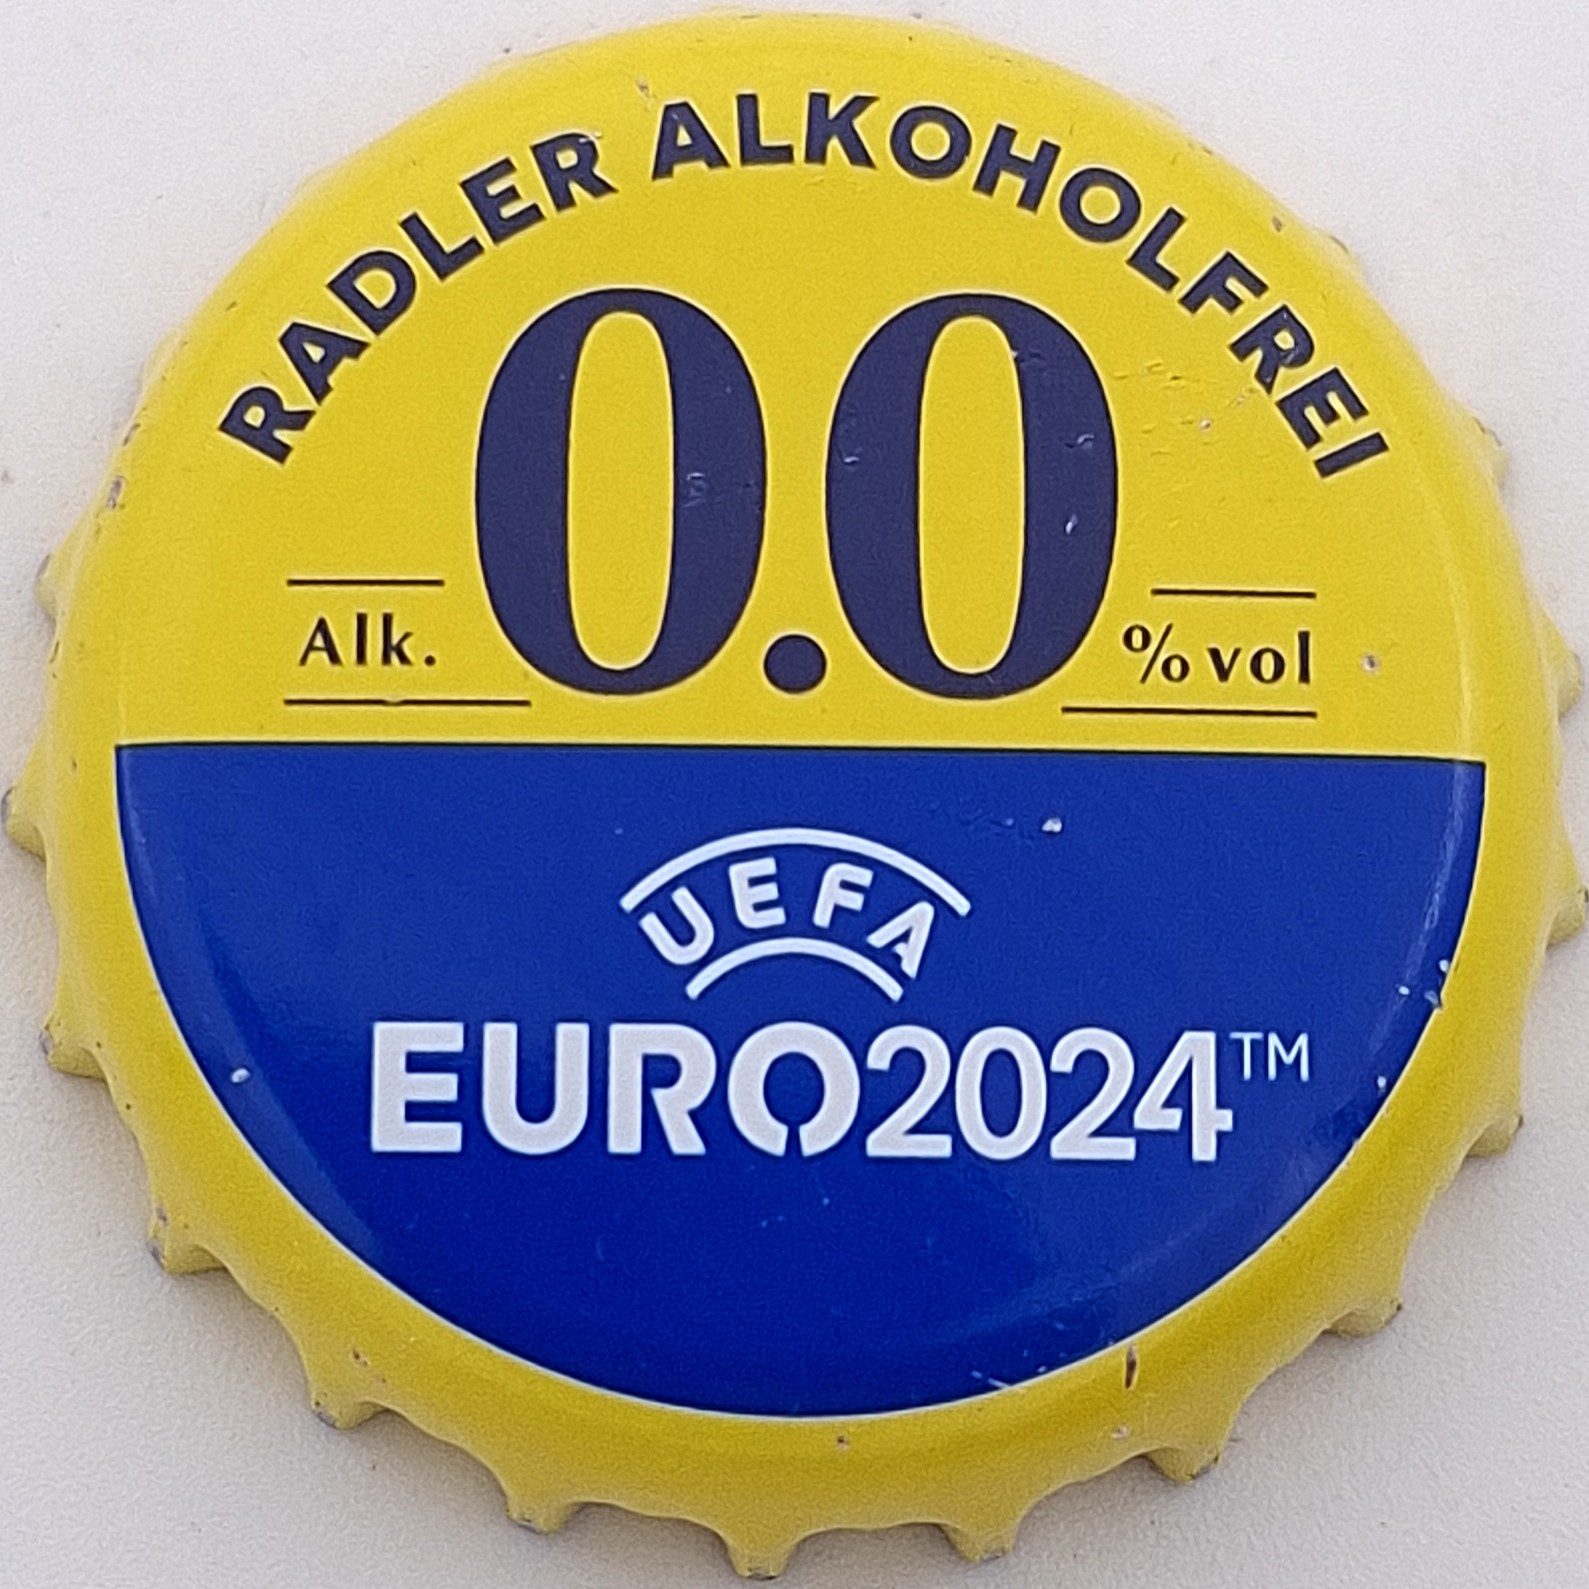 RADLER ALKOHOLFREI
Alk. 0.0 % vol
UEFA
EURO2024™